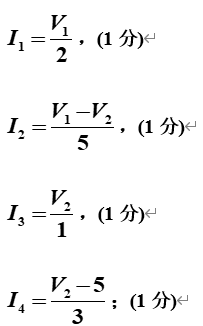 I₁ = V₁/2，(1 分)↵
I₂ = (V₁−V₂)/5，(1 分)↵
I₃ = V₂/1，(1 分)↵
I₄ = (V₂−5)/3；(1 分)↵